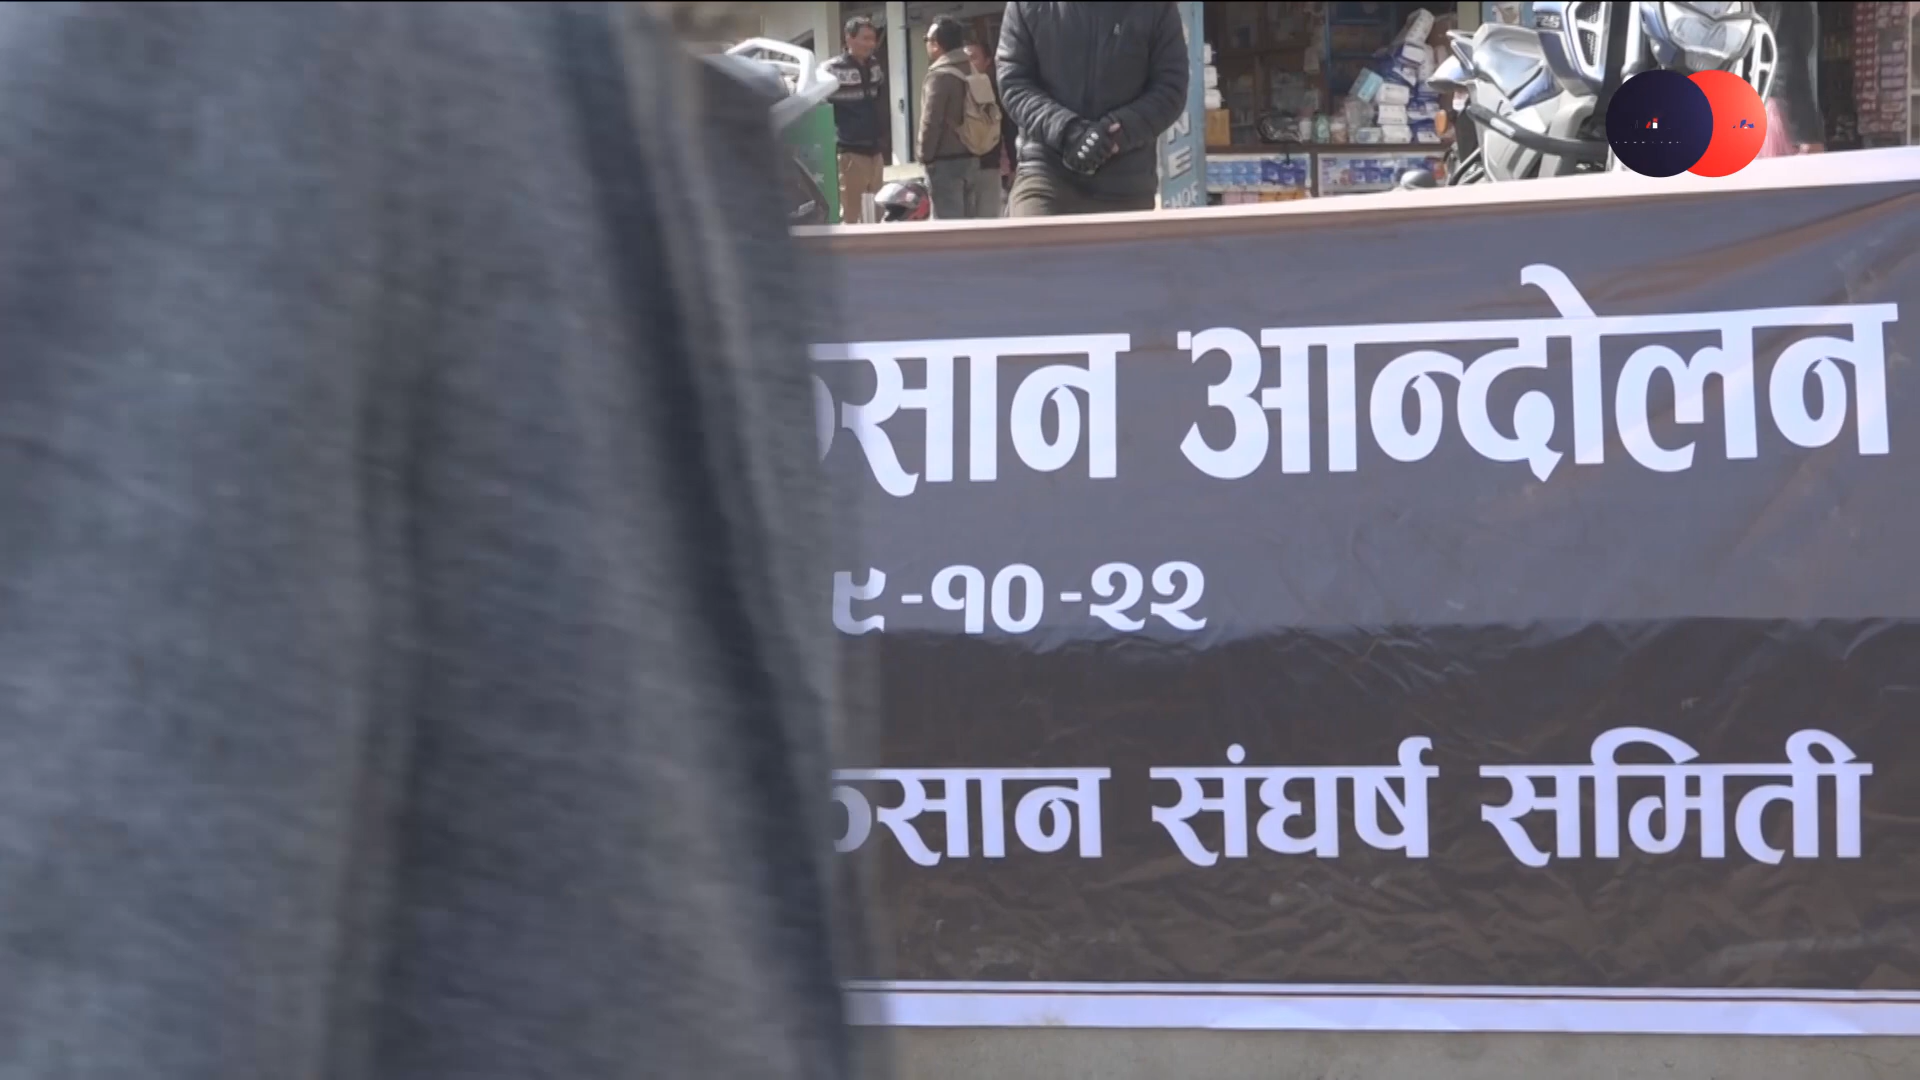 सान आन्दोलन
९-१०-२२
सान संघर्ष समिती